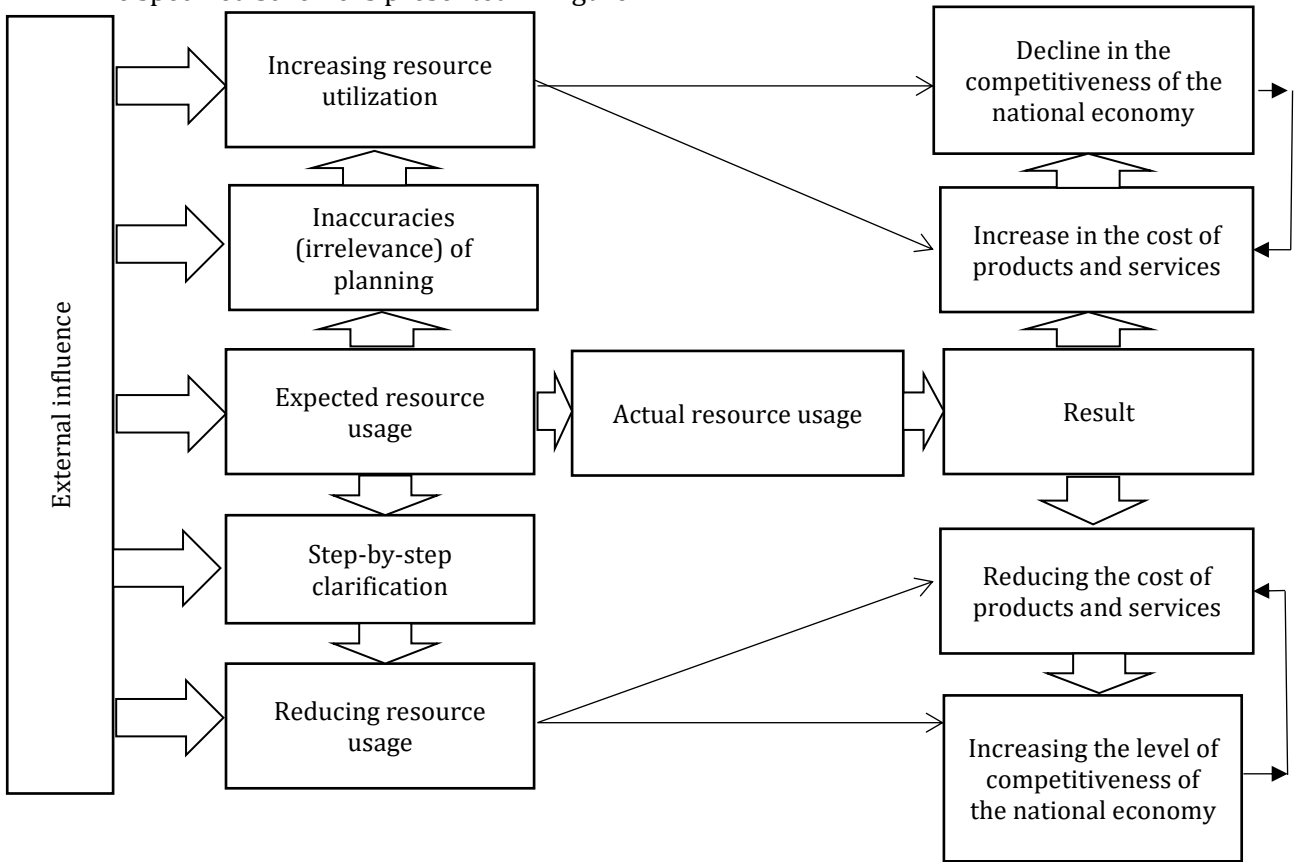 External influence
Increasing resource
utilization
Inaccuracies
(irrelevance) of
planning
Expected resource
usage
Step-by-step
clarification
Reducing resource
usage
Actual resource usage
Decline in the
competitiveness of the
national economy
Increase in the cost of
products and services
Result
Reducing the cost of
products and services
Increasing the level of
competitiveness of
the national economy